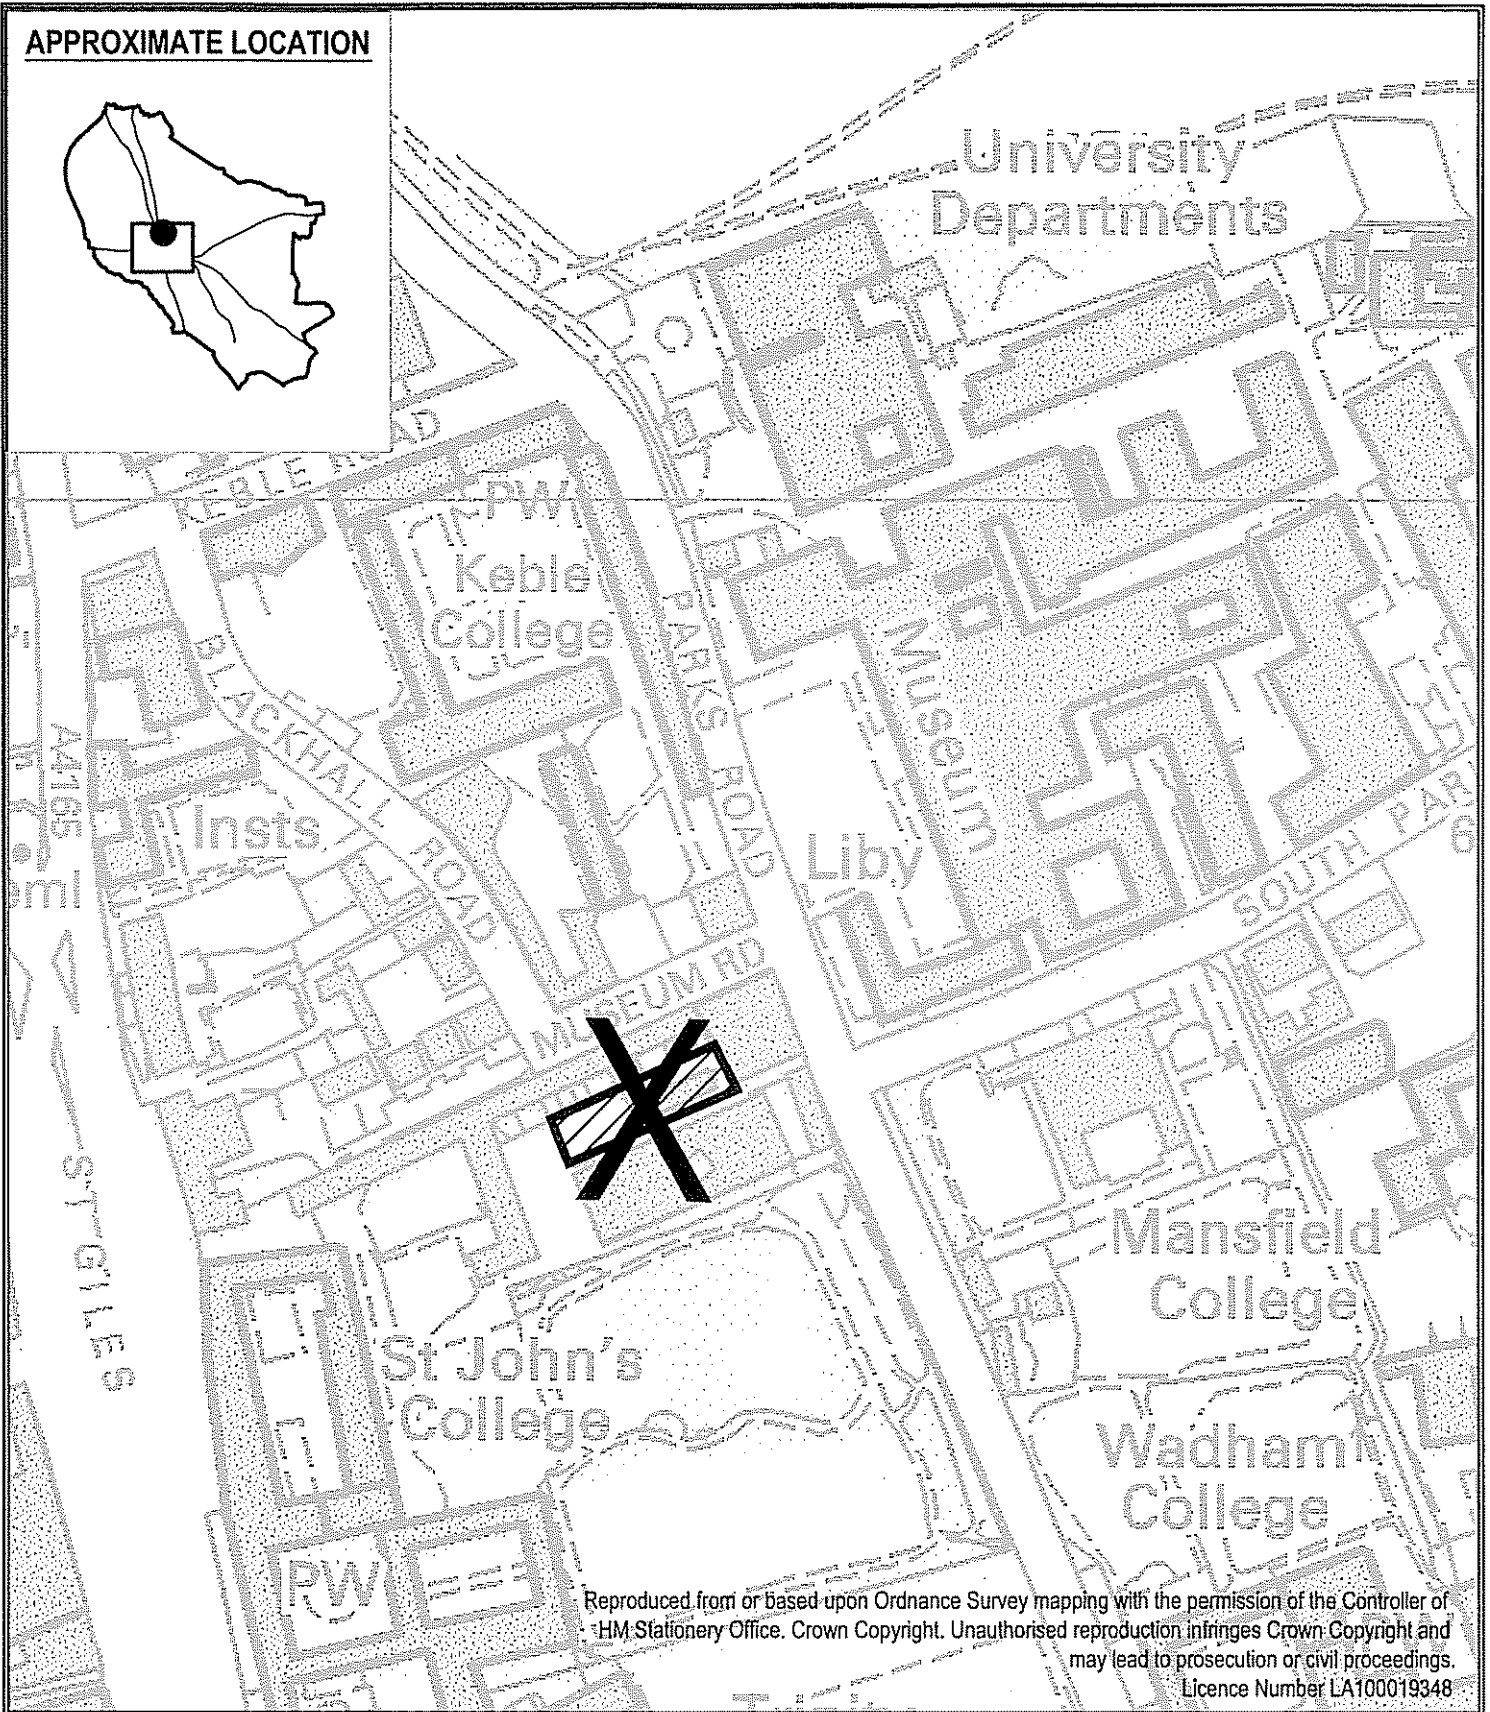 APPROXIMATE LOCATION
University
Departments
KEBLE ROAD
PW
Keble
College
PARKS ROAD
Museum
BLACKHALL ROAD
A4165
Insts
Liby
SOUTH PAR
6
MUSEUM RD
ST GILES
Mansfield
College
St John's
College
Wadham
College
PW
Reproduced from or based upon Ordnance Survey mapping with the permission of the Controller of
HM Stationery Office. Crown Copyright. Unauthorised reproduction infringes Crown Copyright and
may lead to prosecution or civil proceedings.
Licence Number LA100019348